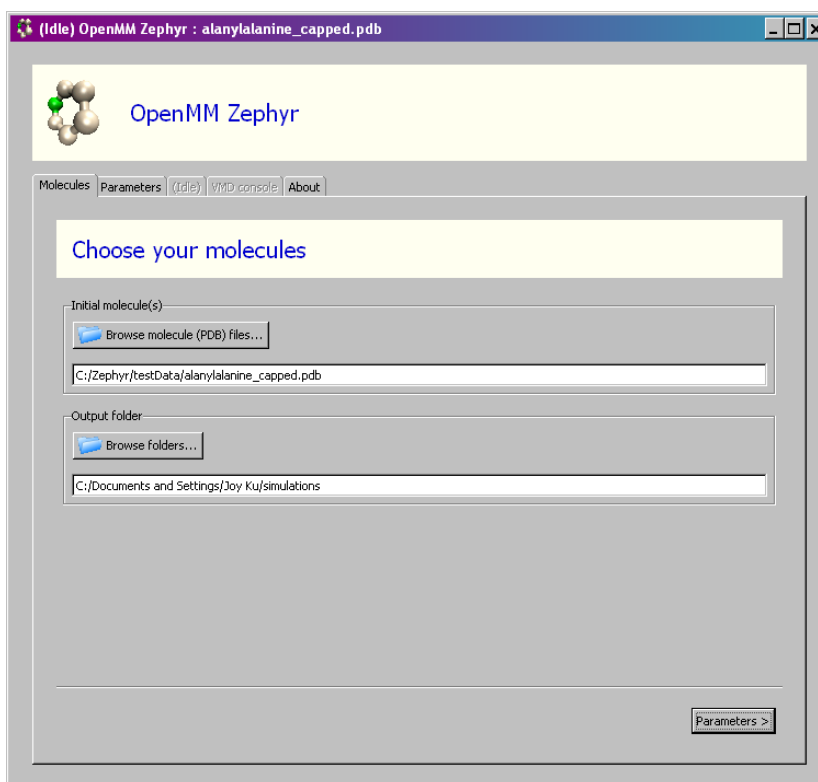 (Idle) OpenMM Zephyr : alanylalanine_capped.pdb
OpenMM Zephyr
Molecules Parameters (Idle) VMD console About
Choose your molecules
Initial molecule(s)
Browse molecule (PDB) files...
C:/Zephyr/testData/alanylalanine_capped.pdb
Output folder
Browse folders...
C:/Documents and Settings/Joy Ku/simulations
Parameters >